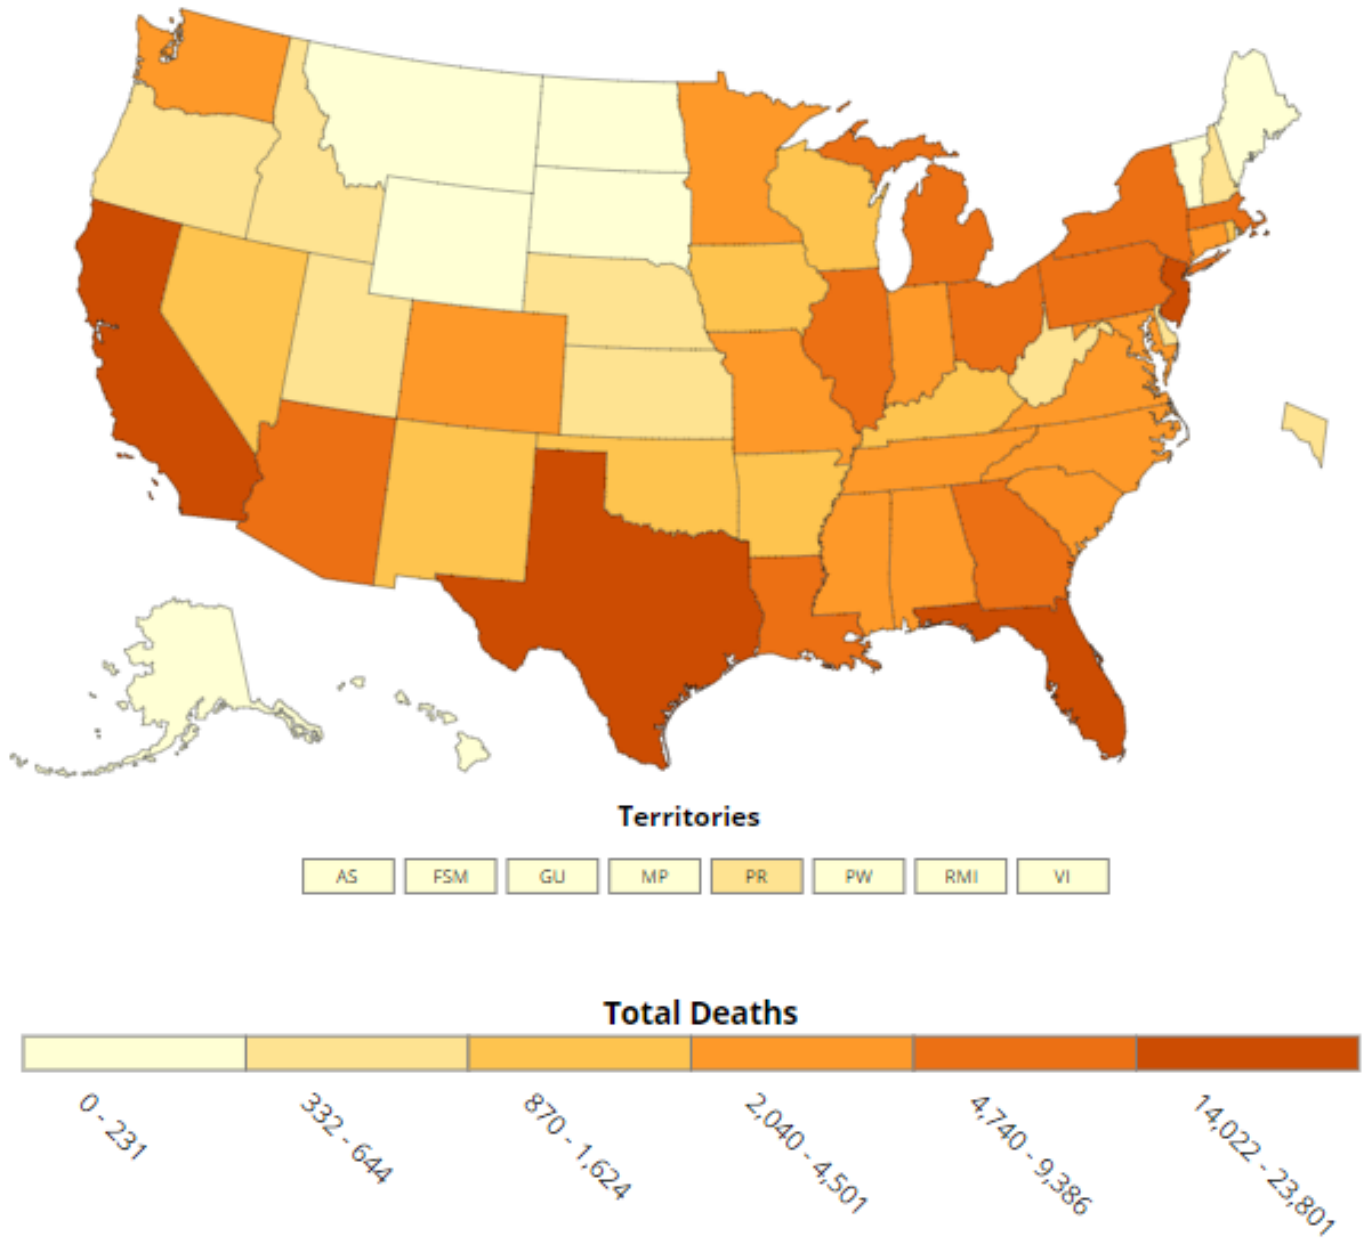 Territories
AS FSM GU MP PR PW RMI VI
Total Deaths
0 - 231
332 - 644
870 - 1,624
2,040 - 4,501
4,740 - 9,386
14,022 - 23,801